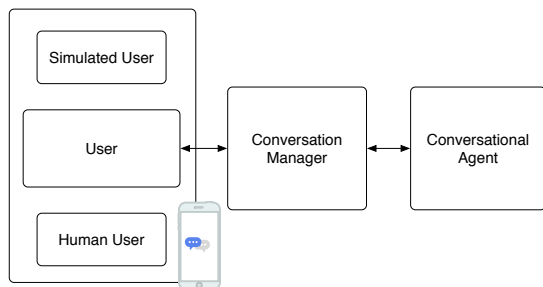 Simulated User
User
Human User
Conversation
Manager
Conversational
Agent